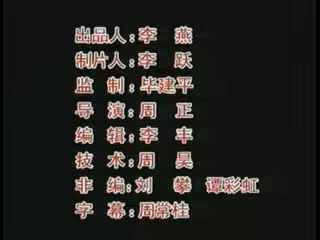 出品人:李 燕
制片人:李 跃
监 制:毕建平
导 演:周 正
编 辑:李 丰
技 术:周 昊
非 编:刘 攀 谭彩虹
字 幕:周常桂